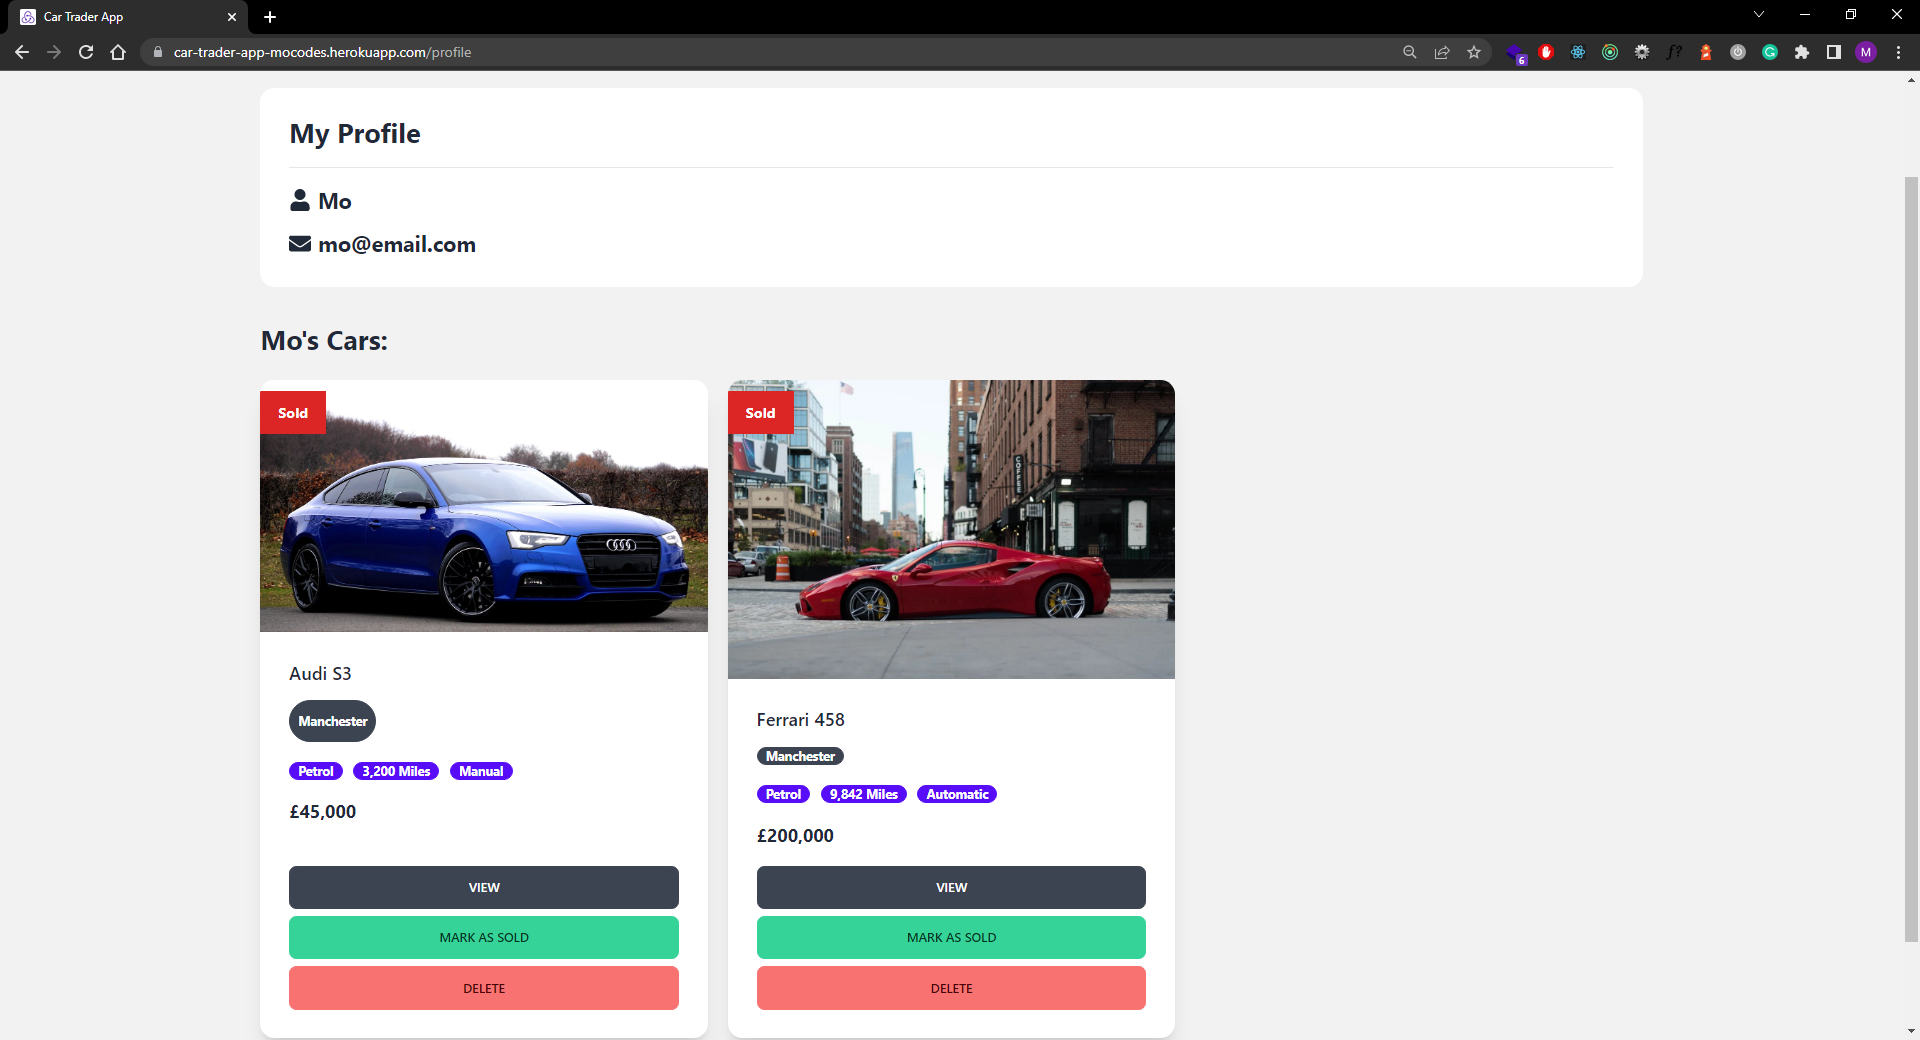 Car Trader App
car-trader-app-mocodes.herokuapp.com/profile
6
M
My Profile
Mo
mo@email.com
Mo's Cars:
Sold
Audi S3
Manchester
Petrol 3,200 Miles Manual
£45,000
VIEW
MARK AS SOLD
DELETE
Sold
COFFEE
Ferrari 458
Manchester
Petrol 9,842 Miles Automatic
£200,000
VIEW
MARK AS SOLD
DELETE